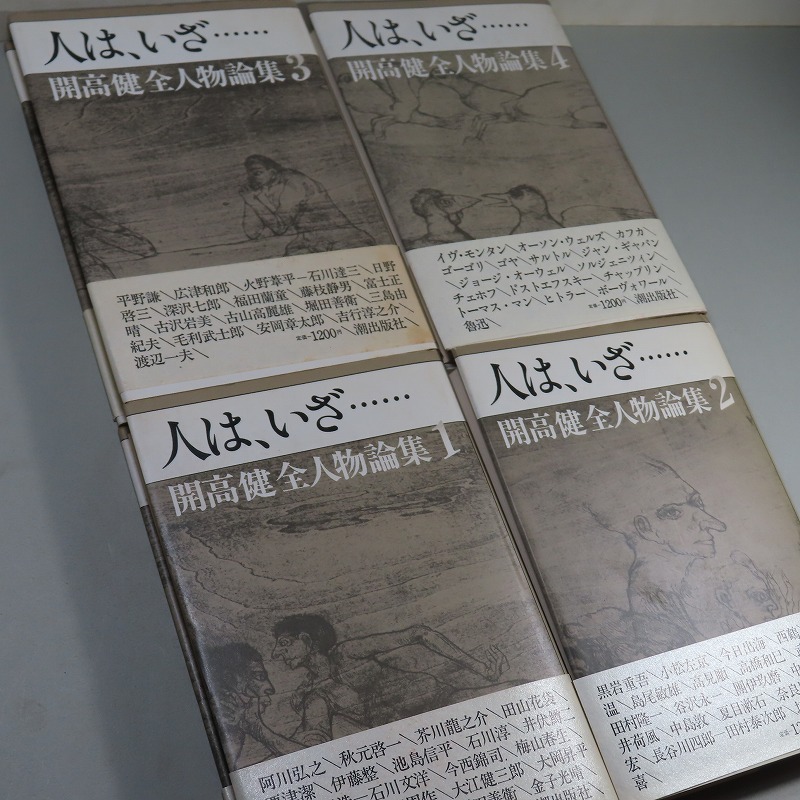 人は、いざ……
開高健全人物論集3
平野謙╲広津和郎╲火野葦平─石川達三╲日野
啓三╲深沢七郎╲福田蘭童╲藤枝静男╲富士正
晴╲古沢岩美╲古山高麗雄╲堀田善衛╲三島由
紀夫╲毛利武士郎╲安岡章太郎╲吉行淳之介╲
渡辺一夫╲
定価・1200円
潮出版社
人は、いざ……
開高健全人物論集4
イヴ・モンタン╲オーソン・ウェルズ╲カフカ╲
ゴーゴリ╲ゴヤ╲サルトル╲ジャン・ギャバン
╲ジョージ・オーウェル╲ソルジェニツィン╲
チェホフ╲ドストエフスキー╲チャップリン╲
トーマス・マン╲ヒトラー╲ボーヴォワール╲
魯迅╲
定価・1200円
潮出版社
人は、いざ……
開高健全人物論集1
阿川弘之╲秋元啓一╲芥川龍之介╲田山花袋╲
潔╲伊藤整╲池島信平╲石川淳╲井伏鱒二
一石川文洋╲今西錦司╲梅山春生
大江健三郎╲大岡昇平
金子光晴
人は、いざ……
開高健全人物論集2
黒岩重吾╲小松左京╲今日出海╲西鶴
温╲島尾敏雄╲高見順╲高橋和巳╲
田村隆一╲谷沢永一╲團伊玖磨╲中
井荷風╲中島敦╲夏目漱石╲奈良
宏╲長谷川四郎─田村泰次郎╲
喜